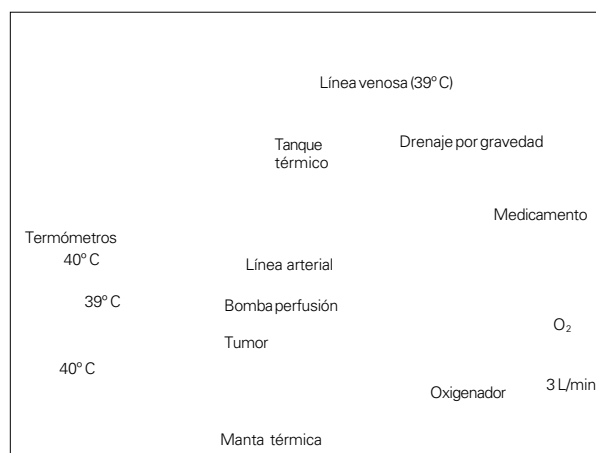 Línea venosa (39º C)
Tanque
térmico
Drenaje por gravedad
Medicamento
Termómetros
40º C
Línea arterial
39º C
Bomba perfusión
O₂
Tumor
40º C
3 L/min
Oxigenador
Manta térmica